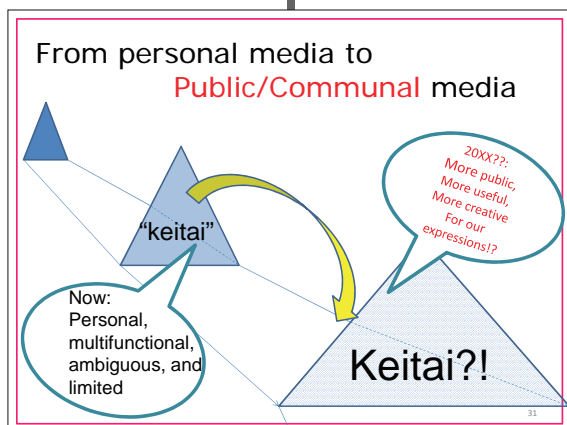 From personal media to
Public/Communal media
20XX??:
More public,
More useful,
More creative
For our
expressions!?
“keitai”
Now:
Personal,
multifunctional,
ambiguous, and
limited
Keitai?!
31